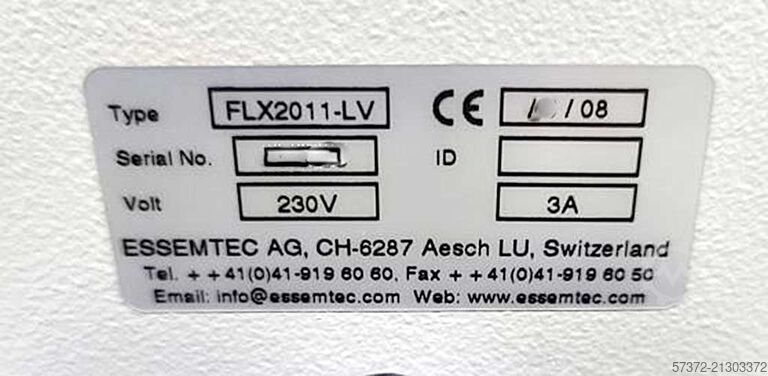 Type FLX2011-LV CE / / 08
Serial No. ID
Volt 230V 3A
ESSEMTEC AG, CH-6287 Aesch LU, Switzerland
Tel. ++41(0)41-919 60 60, Fax ++41(0)41-919 60 50
Email: info@essemtec.com Web: www.essemtec.com
57372-21303372